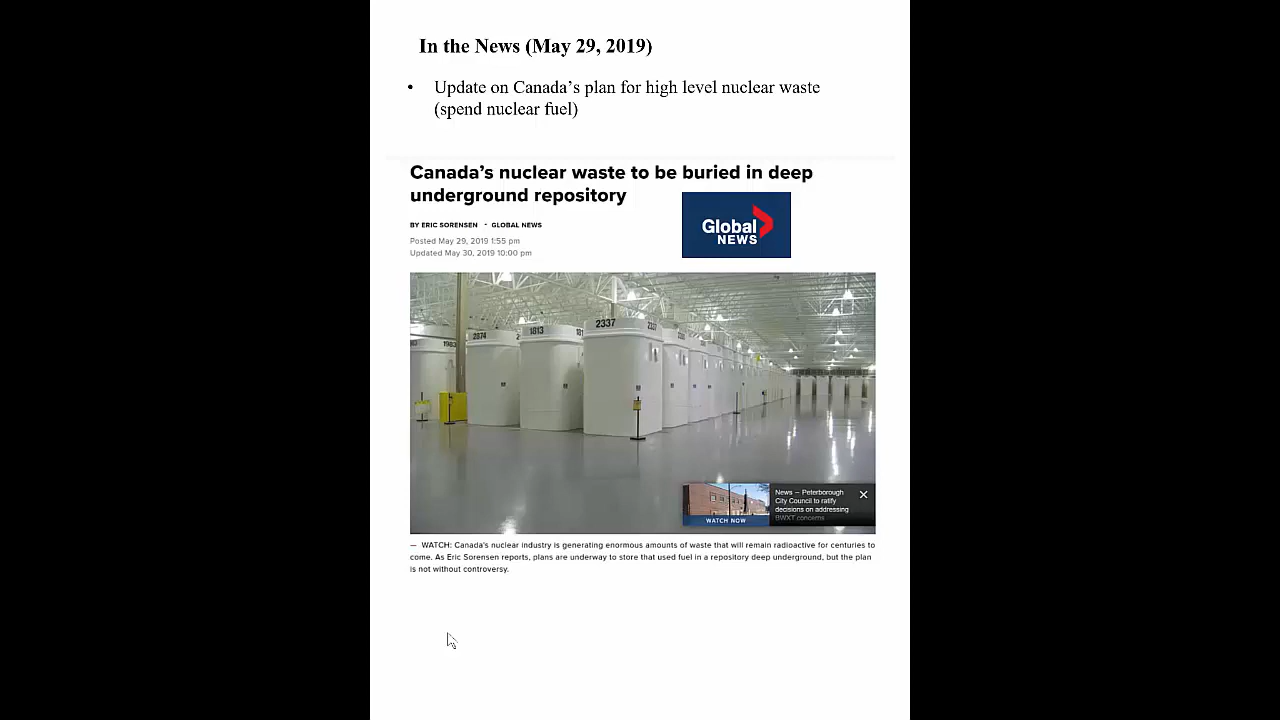 In the News (May 29, 2019)
• Update on Canada's plan for high level nuclear waste
(spend nuclear fuel)
Canada's nuclear waste to be buried in deep
underground repository
Global
NEWS
BY ERIC SORENSEN - GLOBAL NEWS
Posted May 29, 2019 1:55 pm
Updated May 30, 2019 10:00 pm
2074
1813
181
2337
News – Peterborough
City Council to ratify
decisions on addressing
BWXT concerns
WATCH NOW
— WATCH: Canada's nuclear industry is generating enormous amounts of waste that will remain radioactive for centuries to
come. As Eric Sorensen reports, plans are underway to store that used fuel in a repository deep underground, but the plan
is not without controversy.